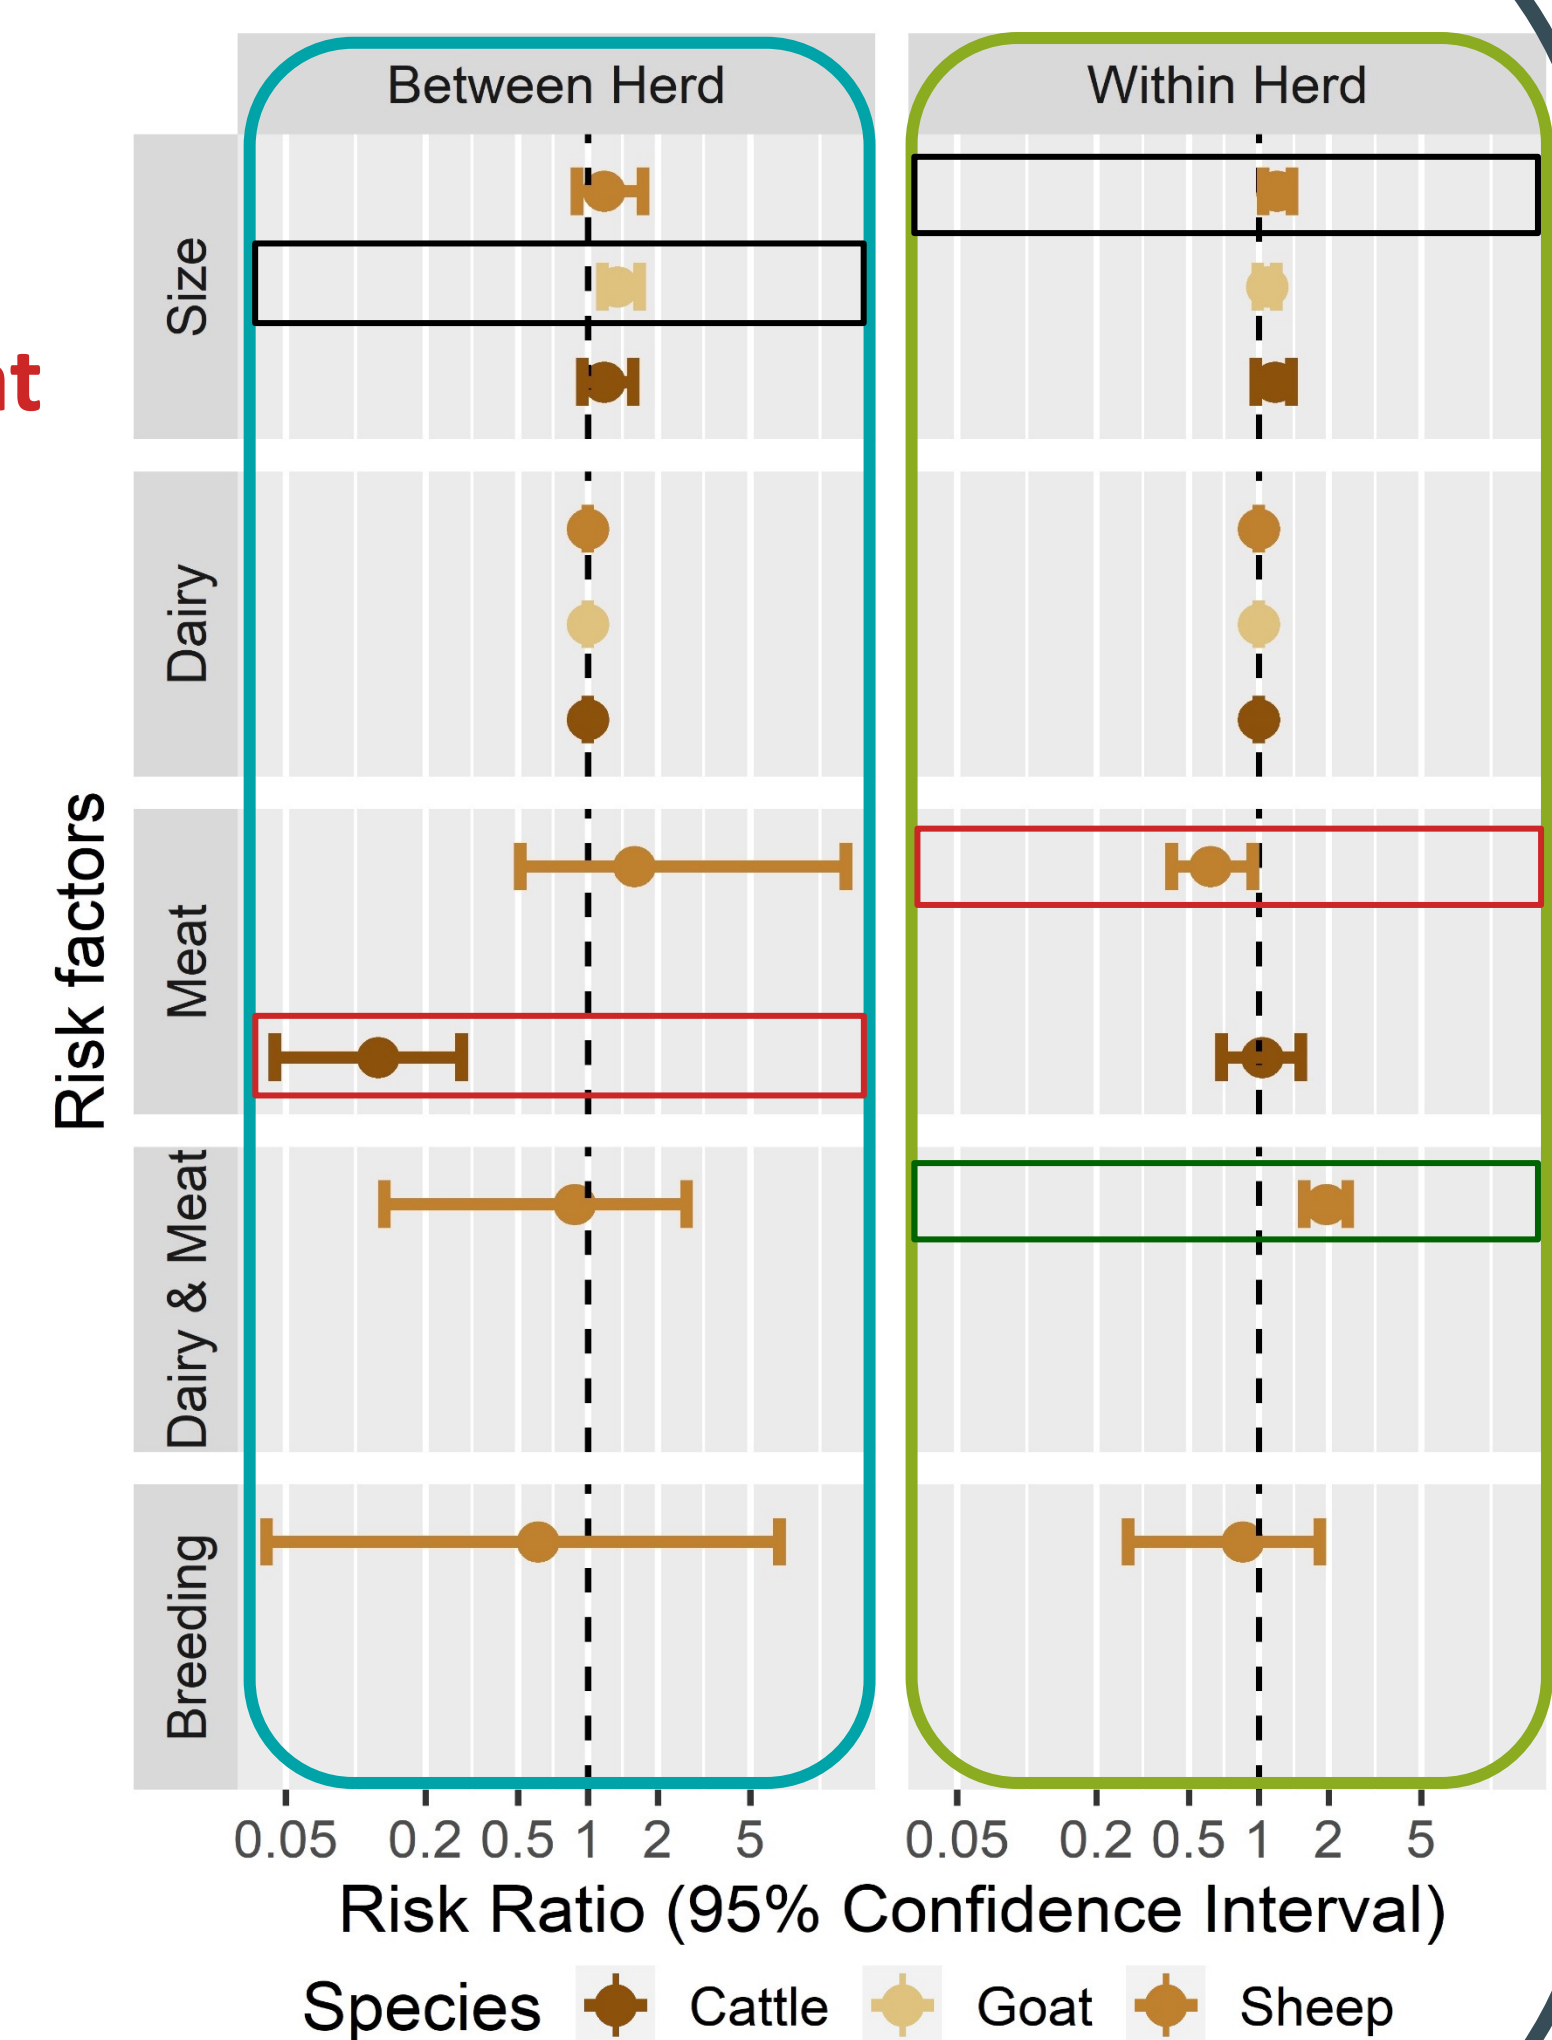 Between Herd
Within Herd
Size
Dairy
Meat
Dairy & Meat
Breeding
Risk factors
0.05 0.2 0.5 1 2 5
0.05 0.2 0.5 1 2 5
Risk Ratio (95% Confidence Interval)
Species Cattle Goat Sheep